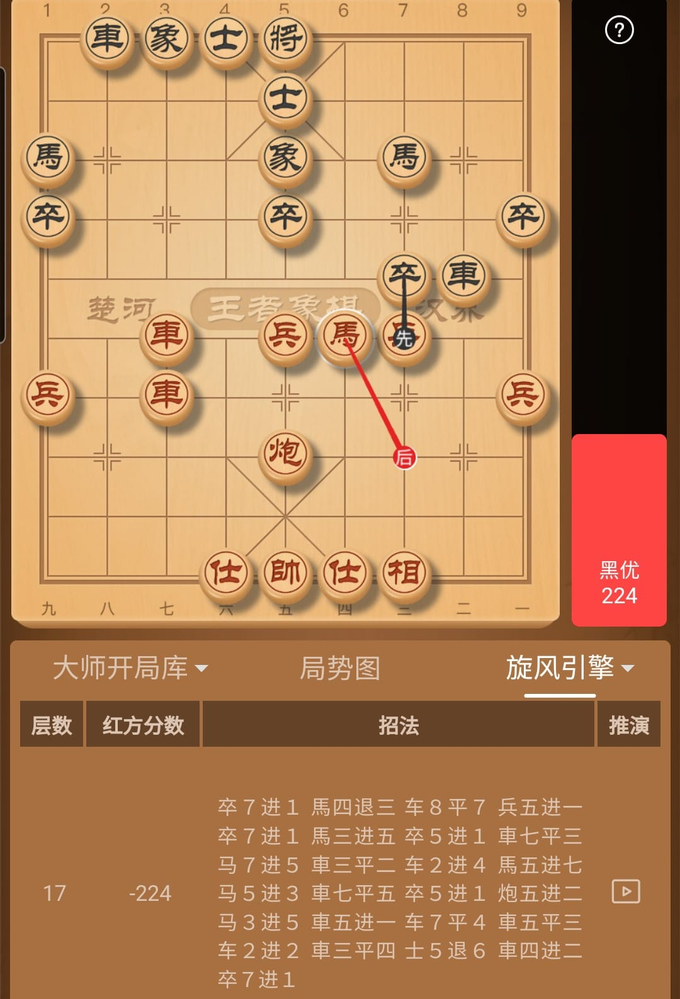 1 2 3 4 5 6 7 8 9
車 象 士 將
士
馬 象 馬
卒 卒 卒
卒 車
楚河 王者象棋 汉界
車 兵 馬 先
兵 車 兵
炮 后
仕 帥 仕 相
九 八 七 六 五 四 三 二 一
?
黑优
224
大师开局库 局势图 旋风引擎
层数 红方分数 招法 推演
17 -224
卒7进1 馬四退三 车8平7 兵五进一
卒7进1 馬三进五 卒5进1 車七平三
马7进5 車三平二 车2进4 馬五进七
马5进3 車七平五 卒5进1 炮五进二
马3进5 車五进一 车7平4 車五平三
车2进2 車三平四 士5退6 車四进二
卒7进1